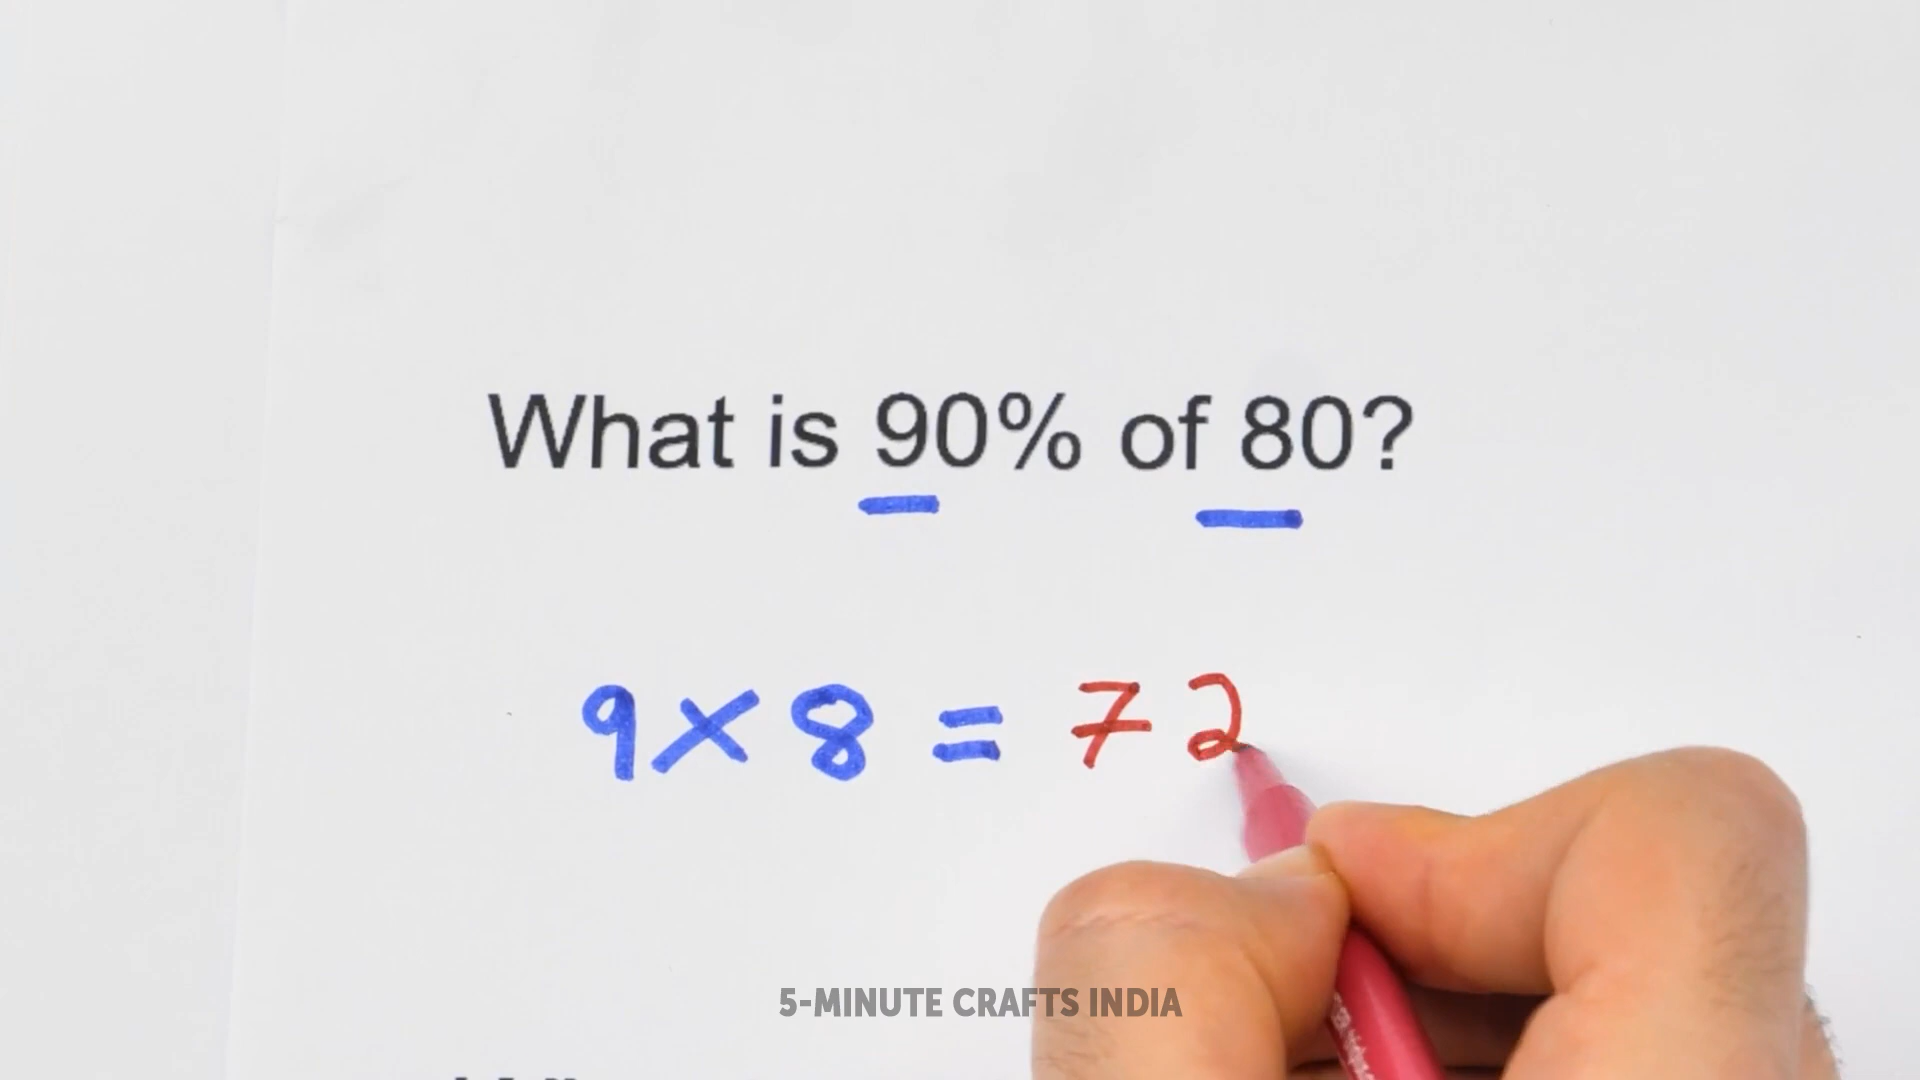 What is 90% of 80?
9 × 8 = 72
5-MINUTE CRAFTS INDIA